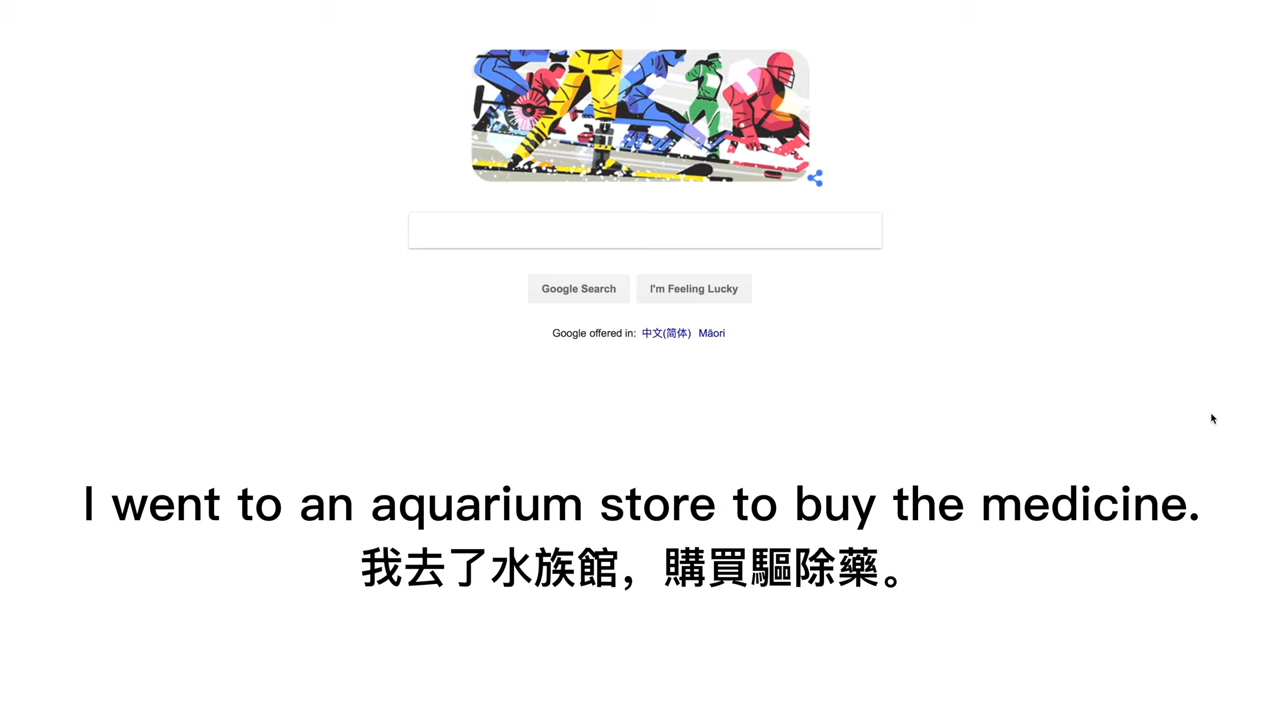 Google Search I'm Feeling Lucky
Google offered in: 中文(简体) Māori
I went to an aquarium store to buy the medicine.
我去了水族館，購買驅除藥。